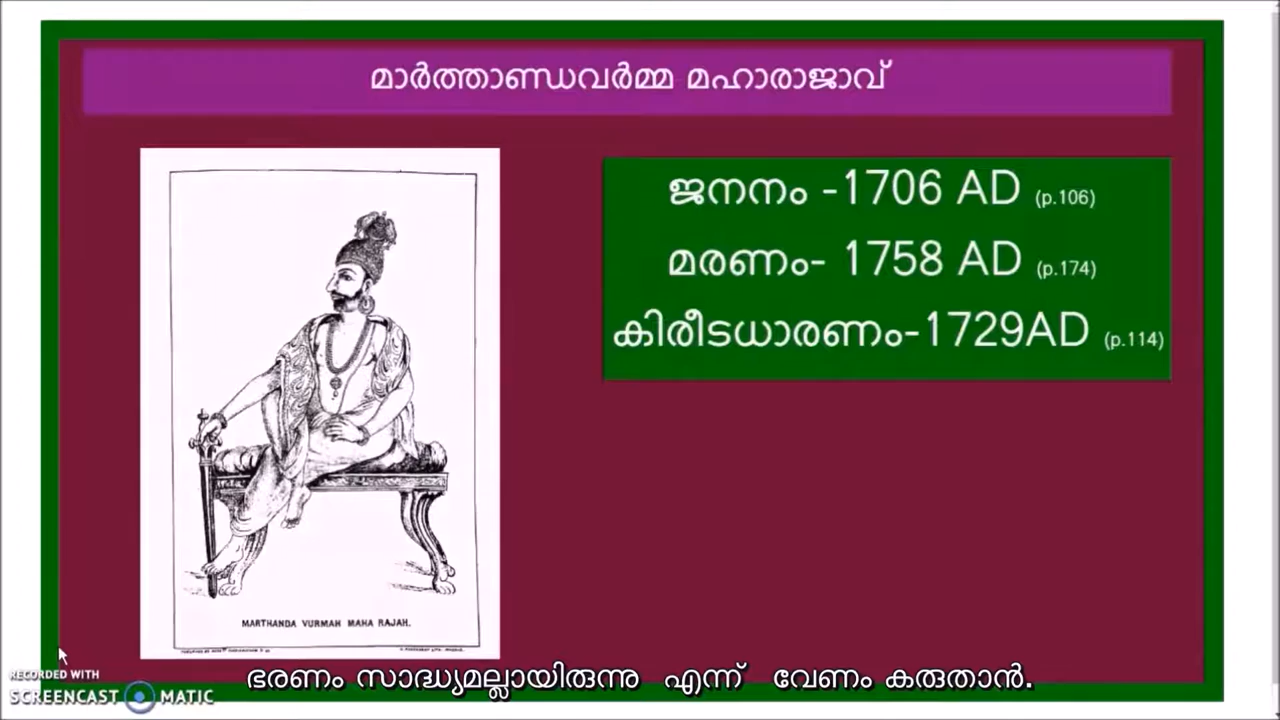 മാർത്താണ്ഡവർമ്മ മഹാരാജാവ്
ജനനം -1706 AD (p.106)
മരണം- 1758 AD (p.174)
കിരീടധാരണം-1729AD (p.114)
MARTHANDA VURMAH MAHA RAJAH.
ഭരണം സാദ്ധ്യമല്ലായിരുന്നു എന്ന് വേണം കരുതാൻ.
RECORDED WITH
SCREENCAST MATIC